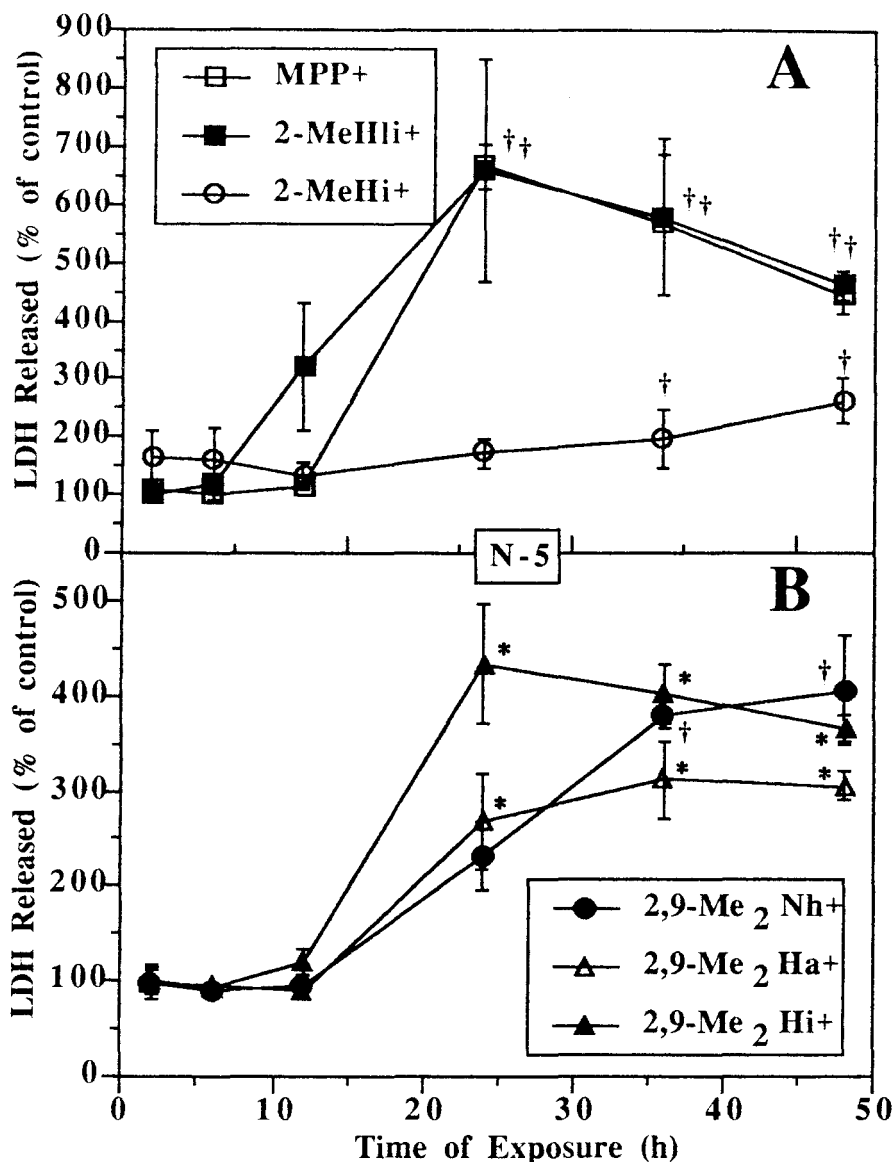 900
800
700
600
500
400
300
200
100
0
LDH Released (% of control)
A
MPP+
2-MeHli+
2-MeHi+
† †
† †
† †
†
†
N-5
B
500
400
300
200
100
0
LDH Released (% of control)
*
*
†
†
*
*
*
*
2,9-Me 2 Nh+
2,9-Me 2 Ha+
2,9-Me 2 Hi+
0 10 20 30 40 50
Time of Exposure (h)